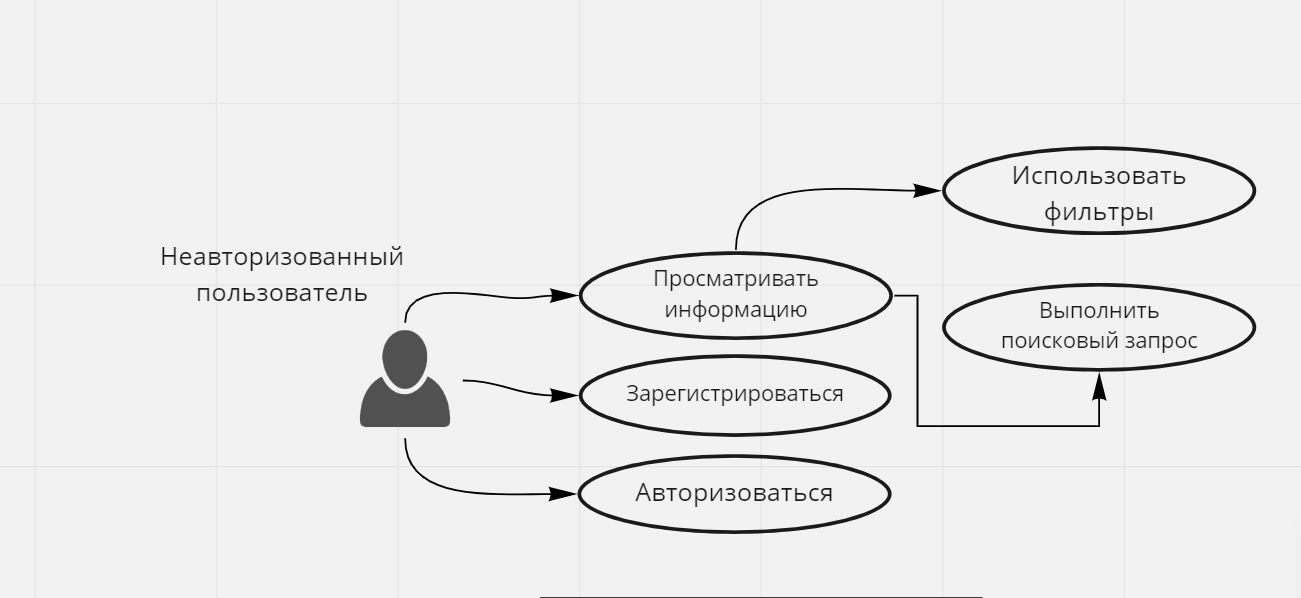 Неавторизованный
пользователь
Просматривать
информацию
Зарегистрироваться
Авторизоваться
Использовать
фильтры
Выполнить
поисковый запрос